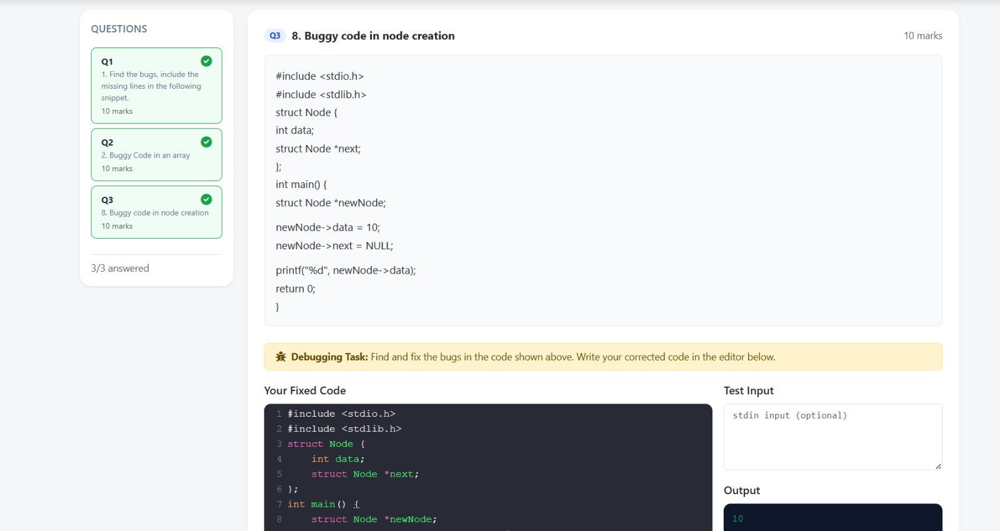 QUESTIONS
Q1
1. Find the bugs, include the
missing lines in the following
snippet.
10 marks
Q2
2. Buggy Code in an array
10 marks
Q3
8. Buggy code in node creation
10 marks
3/3 answered
Q3 8. Buggy code in node creation
10 marks
#include <stdio.h>
#include <stdlib.h>
struct Node {
int data;
struct Node *next;
};
int main() {
struct Node *newNode;
newNode->data = 10;
newNode->next = NULL;
printf("%d", newNode->data);
return 0;
}
Debugging Task: Find and fix the bugs in the code shown above. Write your corrected code in the editor below.
Your Fixed Code
1 #include <stdio.h>
2 #include <stdlib.h>
3 struct Node {
4 int data;
5 struct Node *next;
6 };
7 int main() {
8 struct Node *newNode;
Test Input
stdin input (optional)
Output
10